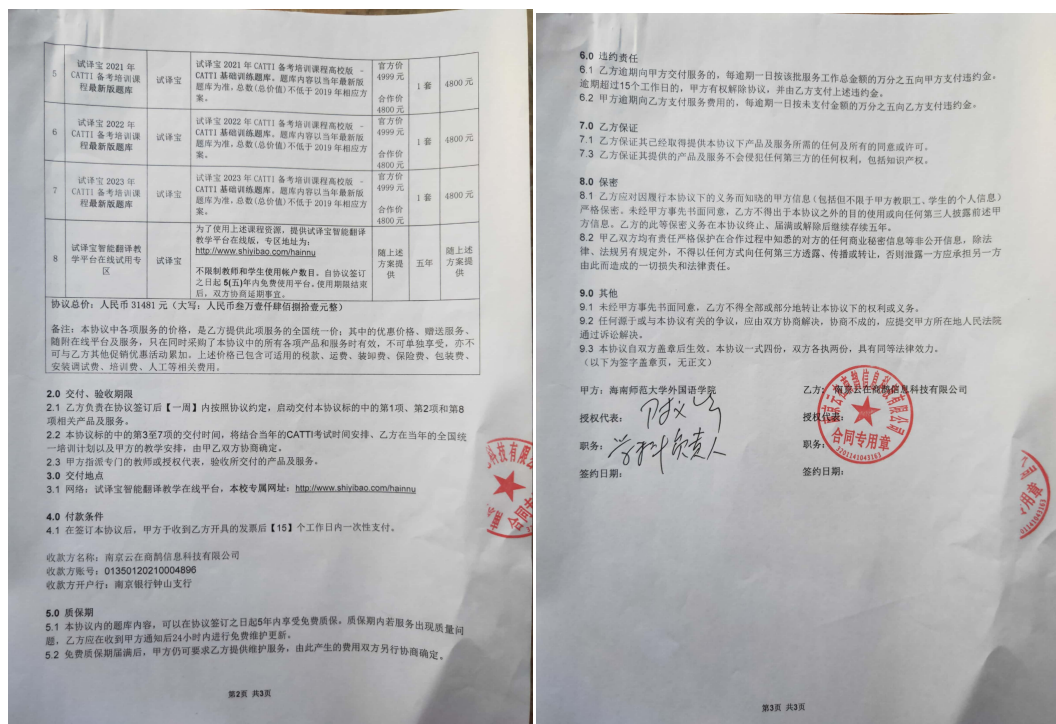 5
试译宝 2021 年
CATTI 备考培训课
程最新版题库
试译宝
试译宝 2021 年 CATTI 备考培训课程高校版 -
CATTI 基础训练题库。题库内容以当年最新版
题库为准，总数(总价值)不低于 2019 年相应方
案。
官方价
4999 元
合作价
4800 元
1 套
4800 元
6
试译宝 2022 年
CATTI 备考培训课
程最新版题库
试译宝
试译宝 2022 年 CATTI 备考培训课程高校版 -
CATTI 基础训练题库。题库内容以当年最新版
题库为准，总数(总价值)不低于 2019 年相应方
案。
官方价
4999 元
合作价
4800 元
1 套
4800 元
7
试译宝 2023 年
CATTI 备考培训课
程最新版题库
试译宝
试译宝 2023 年 CATTI 备考培训课程高校版 -
CATTI 基础训练题库。题库内容以当年最新版
题库为准，总数(总价值)不低于 2019 年相应方
案。
官方价
4999 元
合作价
4800 元
1 套
4800 元
8
试译宝智能翻译教
学平台在线试用专
区
试译宝
为了使用上述课程资源，提供试译宝智能翻译
教学平台在线版，专区地址为：
http://www.shiyibao.com/hainnu
不限制教师和学生使用帐户数目。自协议签订
之日起 5(五)年内免费使用平台。使用期限结束
后，双方协商延期事宜。
随上述
方案提
供
五年
随上述
方案提
供
协议总价：人民币 31481 元（大写：人民币叁万壹仟肆佰捌拾壹元整）
备注：本协议中各项服务的价格，是乙方提供此项服务的全国统一价；其中的优惠价格、赠送服务、
随附在线平台及服务，只在同时采购了本协议中的所有各项产品和服务时有效，不可单独享受，亦不
可与乙方其他促销优惠活动累加。上述价格已包含可适用的税款、运费、装卸费、保险费、包装费、
安装调试费、培训费、人工等相关费用。
2.0 交付、验收期限
2.1 乙方负责在协议签订后【一周】内按照协议约定，启动交付本协议标的中的第1项、第2项和第8
项相关产品及服务。
2.2 本协议标的中的第3至7项的交付时间，将结合当年的CATTI考试时间安排、乙方在当年的全国统
一培训计划以及甲方的教学安排，由甲乙双方协商确定。
2.3 甲方指派专门的教师或授权代表，验收所交付的产品及服务。
3.0 交付地点
3.1 网络：试译宝智能翻译教学在线平台，本校专属网址：http://www.shiyibao.com/hainnu
4.0 付款条件
4.1 在签订本协议后，甲方于收到乙方开具的发票后【15】个工作日内一次性支付。
收款方名称：南京云在商鹊信息科技有限公司
收款方账号：01350120210004896
收款方开户行：南京银行钟山支行
5.0 质保期
5.1 本协议内的题库内容，可以在协议签订之日起5年内享受免费质保。质保期内若服务出现质量问
题，乙方应在收到甲方通知后24小时内进行免费维护更新。
5.2 免费质保期届满后，甲方仍可要求乙方提供维护服务，由此产生的费用双方另行协商确定。
第2页 共3页
6.0 违约责任
6.1 乙方逾期向甲方交付服务的，每逾期一日按该批服务工作总金额的万分之五向甲方支付违约金。
逾期超过15个工作日的，甲方有权解除协议，并由乙方支付上述违约金。
6.2 甲方逾期向乙方支付服务费用的，每逾期一日按未支付金额的万分之五向乙方支付违约金。
7.0 乙方保证
7.1 乙方保证其已经取得提供本协议下产品及服务所需的任何及所有的同意或许可。
7.3 乙方保证其提供的产品及服务不会侵犯任何第三方的任何权利，包括知识产权。
8.0 保密
8.1 乙方应对因履行本协议下的义务而知晓的甲方信息(包括但不限于甲方教职工、学生的个人信息)
严格保密。未经甲方事先书面同意，乙方不得出于本协议之外的目的使用或向任何第三人披露前述甲
方信息。乙方的此等保密义务在本协议终止、届满或解除后继续存续五年。
8.2 甲乙双方均有责任严格保护在合作过程中知悉的对方的任何商业秘密信息等非公开信息，除法
律、法规另有规定外，不得以任何方式向任何第三方透露、传播或转让，否则泄露一方应承担另一方
由此而造成的一切损失和法律责任。
9.0 其他
9.1 未经甲方事先书面同意，乙方不得全部或部分地转让本协议下的权利或义务。
9.2 任何源于或与本协议有关的争议，应由双方协商解决，协商不成的，应提交甲方所在地人民法院
通过诉讼解决。
9.3 本协议自双方盖章后生效。本协议一式四份，双方各执两份，具有同等法律效力。
（以下为签字盖章页，无正文）
甲方：海南师范大学外国语学院
乙方：南京云在商鹊信息科技有限公司
授权代表：
授权代表：
职务：学科负责人
职务：
签约日期：
签约日期：
南京云在商鹊信息科技有限公司
合同专用章
3201141043163
第3页 共3页